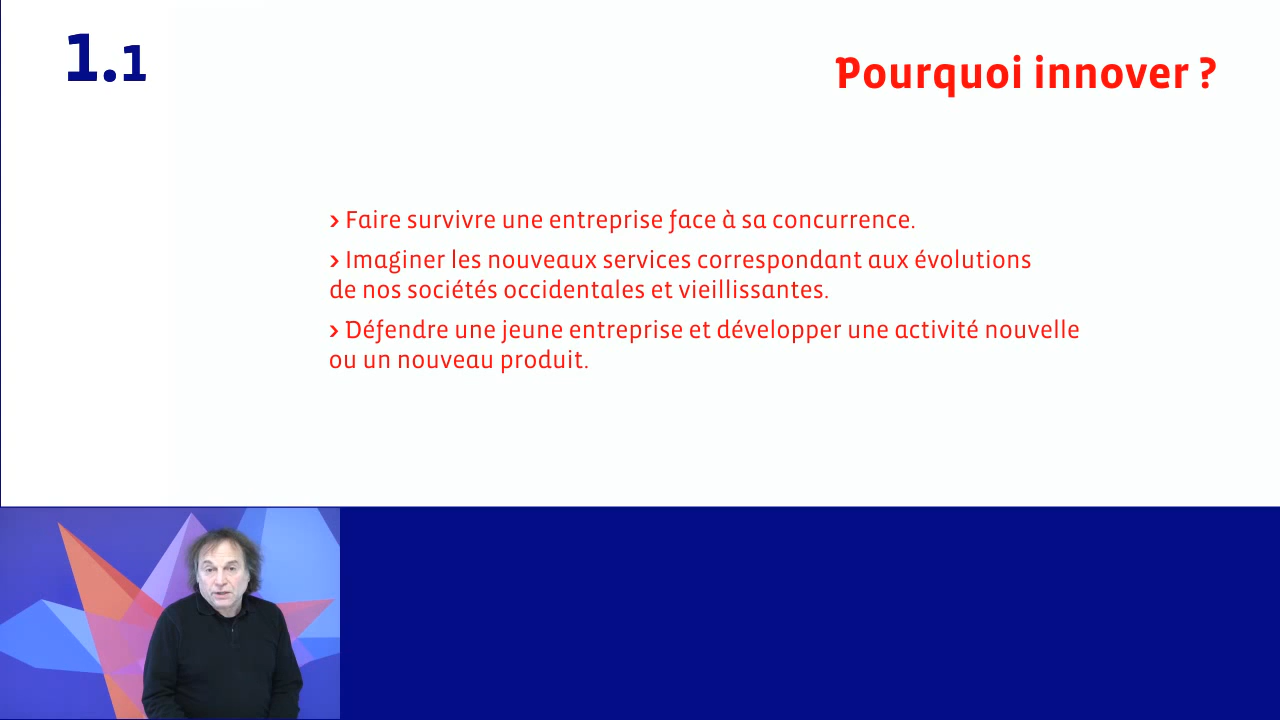 1.1
Pourquoi innover ?
› Faire survivre une entreprise face à sa concurrence.
› Imaginer les nouveaux services correspondant aux évolutions
de nos sociétés occidentales et vieillissantes.
› Défendre une jeune entreprise et développer une activité nouvelle
ou un nouveau produit.